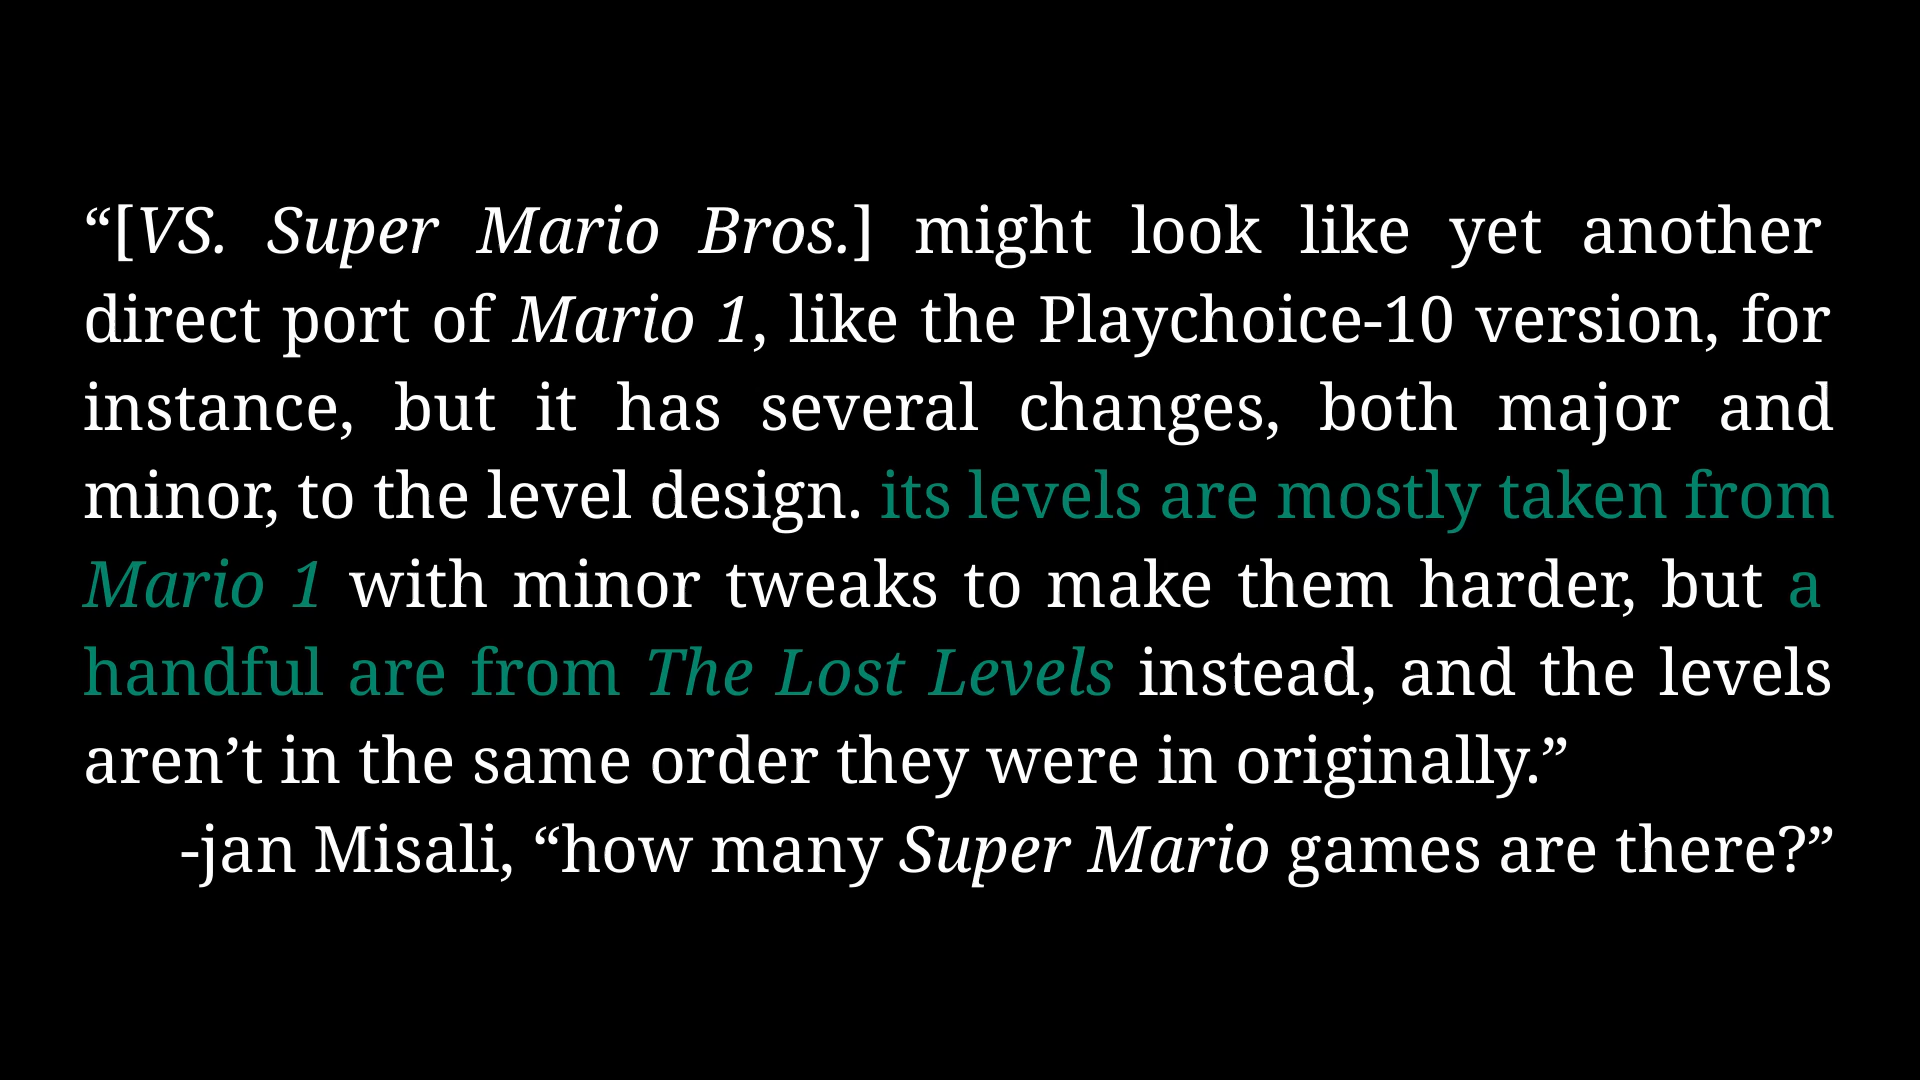 “[VS. Super Mario Bros.] might look like yet another
direct port of Mario 1, like the Playchoice-10 version, for
instance, but it has several changes, both major and
minor, to the level design. its levels are mostly taken from
Mario 1 with minor tweaks to make them harder, but a
handful are from The Lost Levels instead, and the levels
aren’t in the same order they were in originally.”
-jan Misali, “how many Super Mario games are there?”